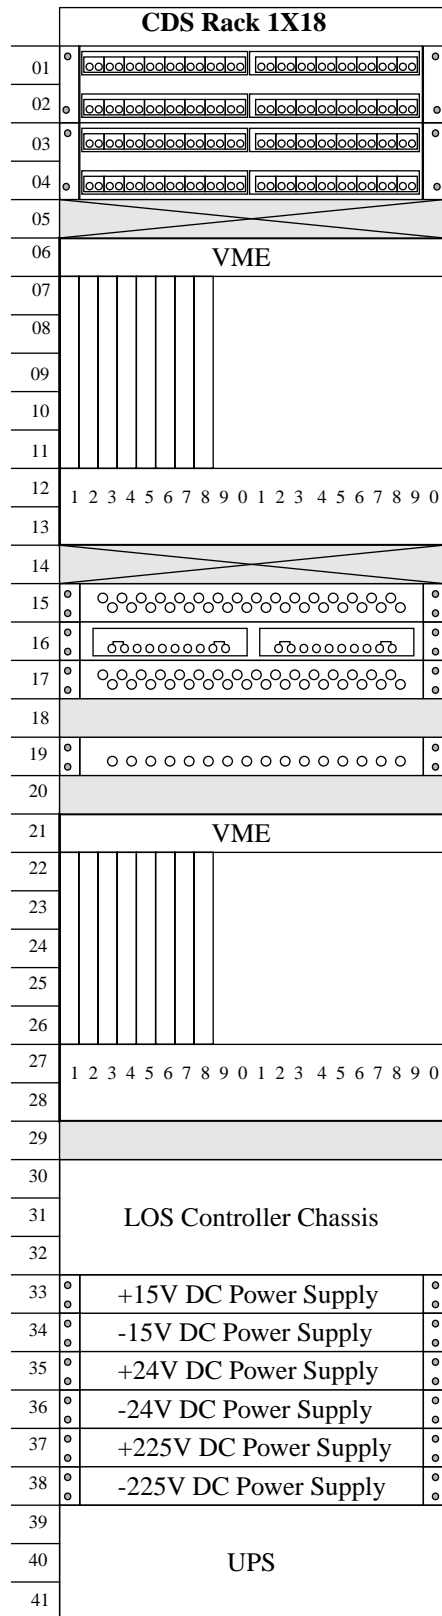 CDS Rack 1X18
01
02
03
04
05
06 VME
07
08
09
10
11
12
1 2 3 4 5 6 7 8 9 0 1 2 3 4 5 6 7 8 9 0
13
14
15
16
17
18
19
20
21 VME
22
23
24
25
26
27
1 2 3 4 5 6 7 8 9 0 1 2 3 4 5 6 7 8 9 0
28
29
30
31 LOS Controller Chassis
32
33 +15V DC Power Supply
34 -15V DC Power Supply
35 +24V DC Power Supply
36 -24V DC Power Supply
37 +225V DC Power Supply
38 -225V DC Power Supply
39
40 UPS
41